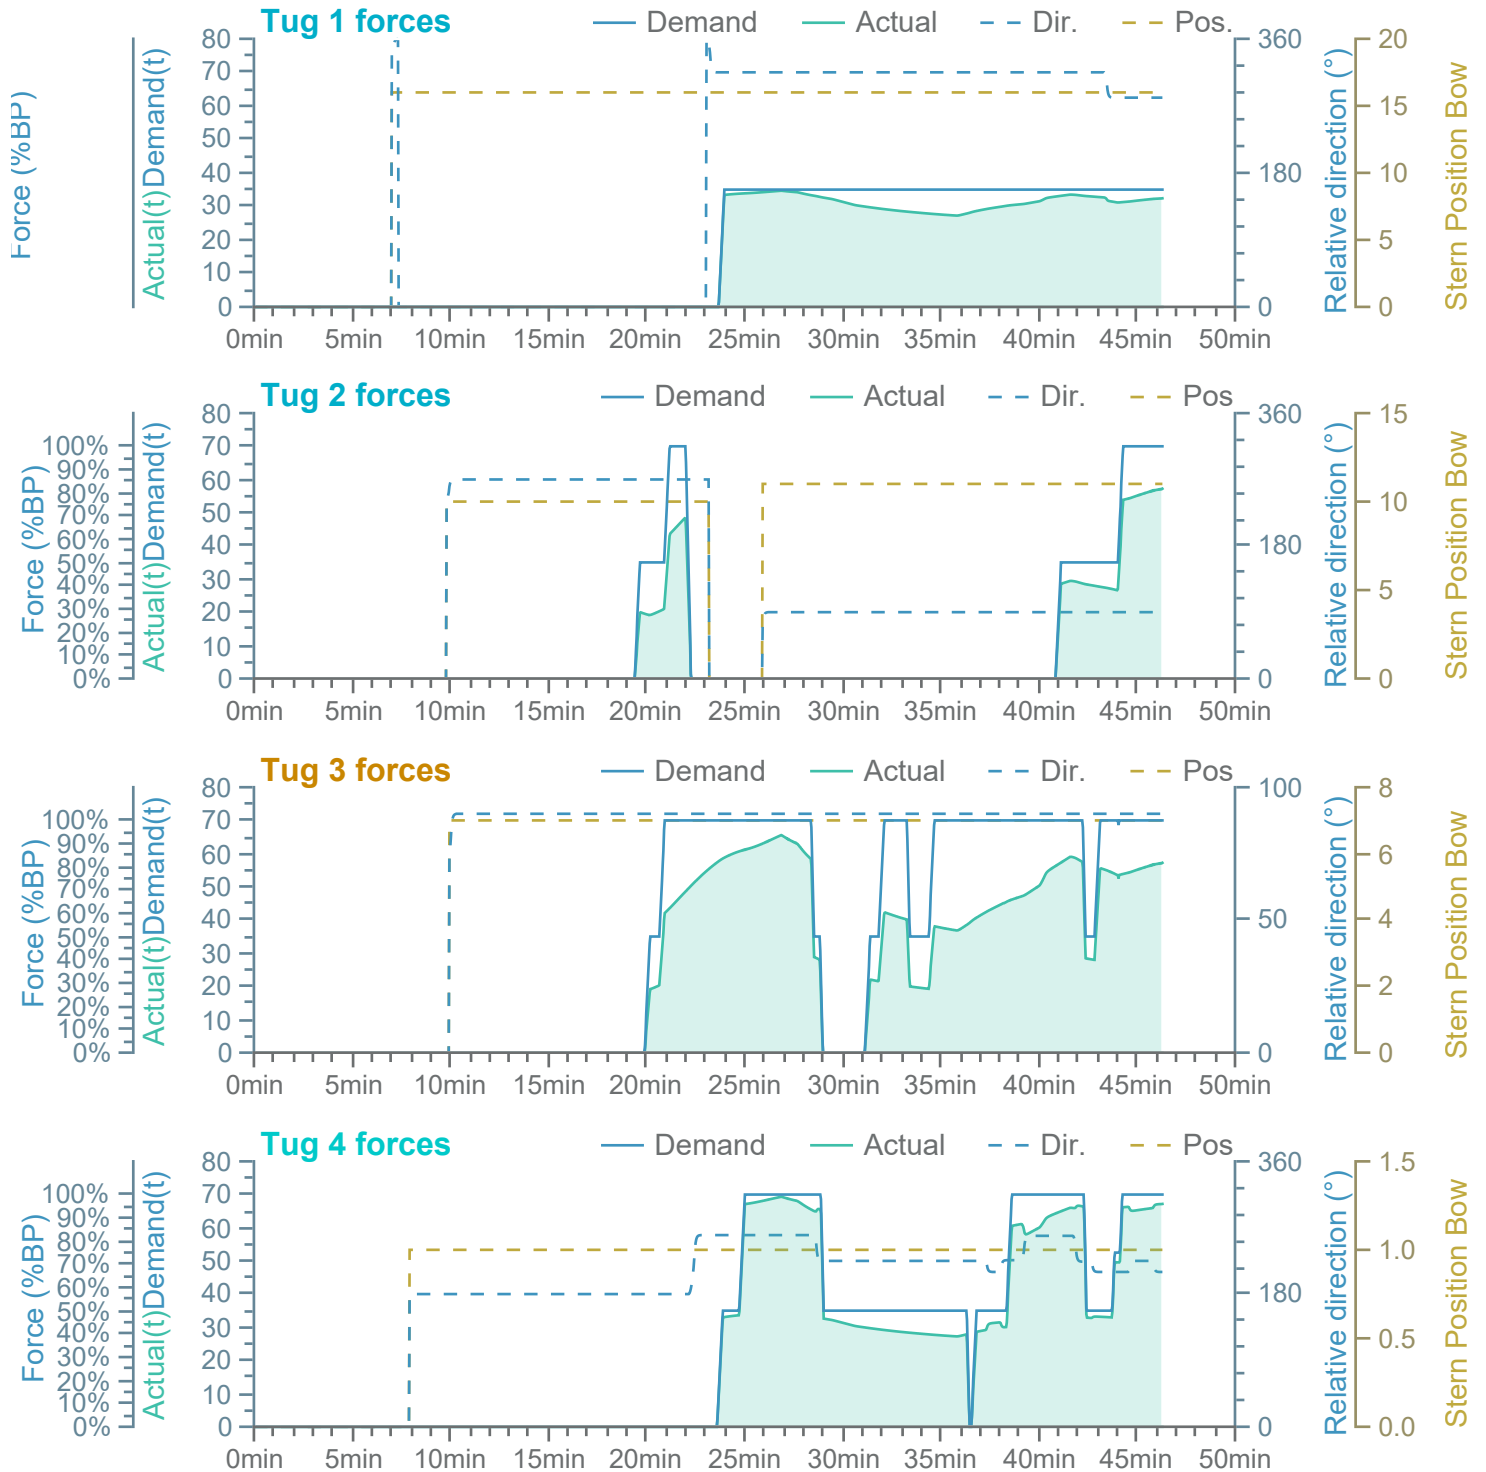 Tug 1 forces
Demand
Actual
Dir.
Pos.
Force (%BP)
Actual(t)Demand(t)
80
70
60
50
40
30
20
10
0
360
180
0
Relative direction (°)
20
15
10
5
0
Stern Position Bow
0min 5min 10min 15min 20min 25min 30min 35min 40min 45min 50min
Tug 2 forces
Demand
Actual
Dir.
Pos
Force (%BP)
100%
90%
80%
70%
60%
50%
40%
30%
20%
10%
0%
Actual(t)Demand(t)
80
70
60
50
40
30
20
10
0
360
180
0
Relative direction (°)
15
10
5
0
Stern Position Bow
0min 5min 10min 15min 20min 25min 30min 35min 40min 45min 50min
Tug 3 forces
Demand
Actual
Dir.
Pos
Force (%BP)
100%
90%
80%
70%
60%
50%
40%
30%
20%
10%
0%
Actual(t)Demand(t)
80
70
60
50
40
30
20
10
0
100
50
0
Relative direction (°)
8
6
4
2
0
Stern Position Bow
0min 5min 10min 15min 20min 25min 30min 35min 40min 45min 50min
Tug 4 forces
Demand
Actual
Dir.
Pos
Force (%BP)
100%
90%
80%
70%
60%
50%
40%
30%
20%
10%
0%
Actual(t)Demand(t)
80
70
60
50
40
30
20
10
0
360
180
0
Relative direction (°)
1.5
1.0
0.5
0.0
Stern Position Bow
0min 5min 10min 15min 20min 25min 30min 35min 40min 45min 50min